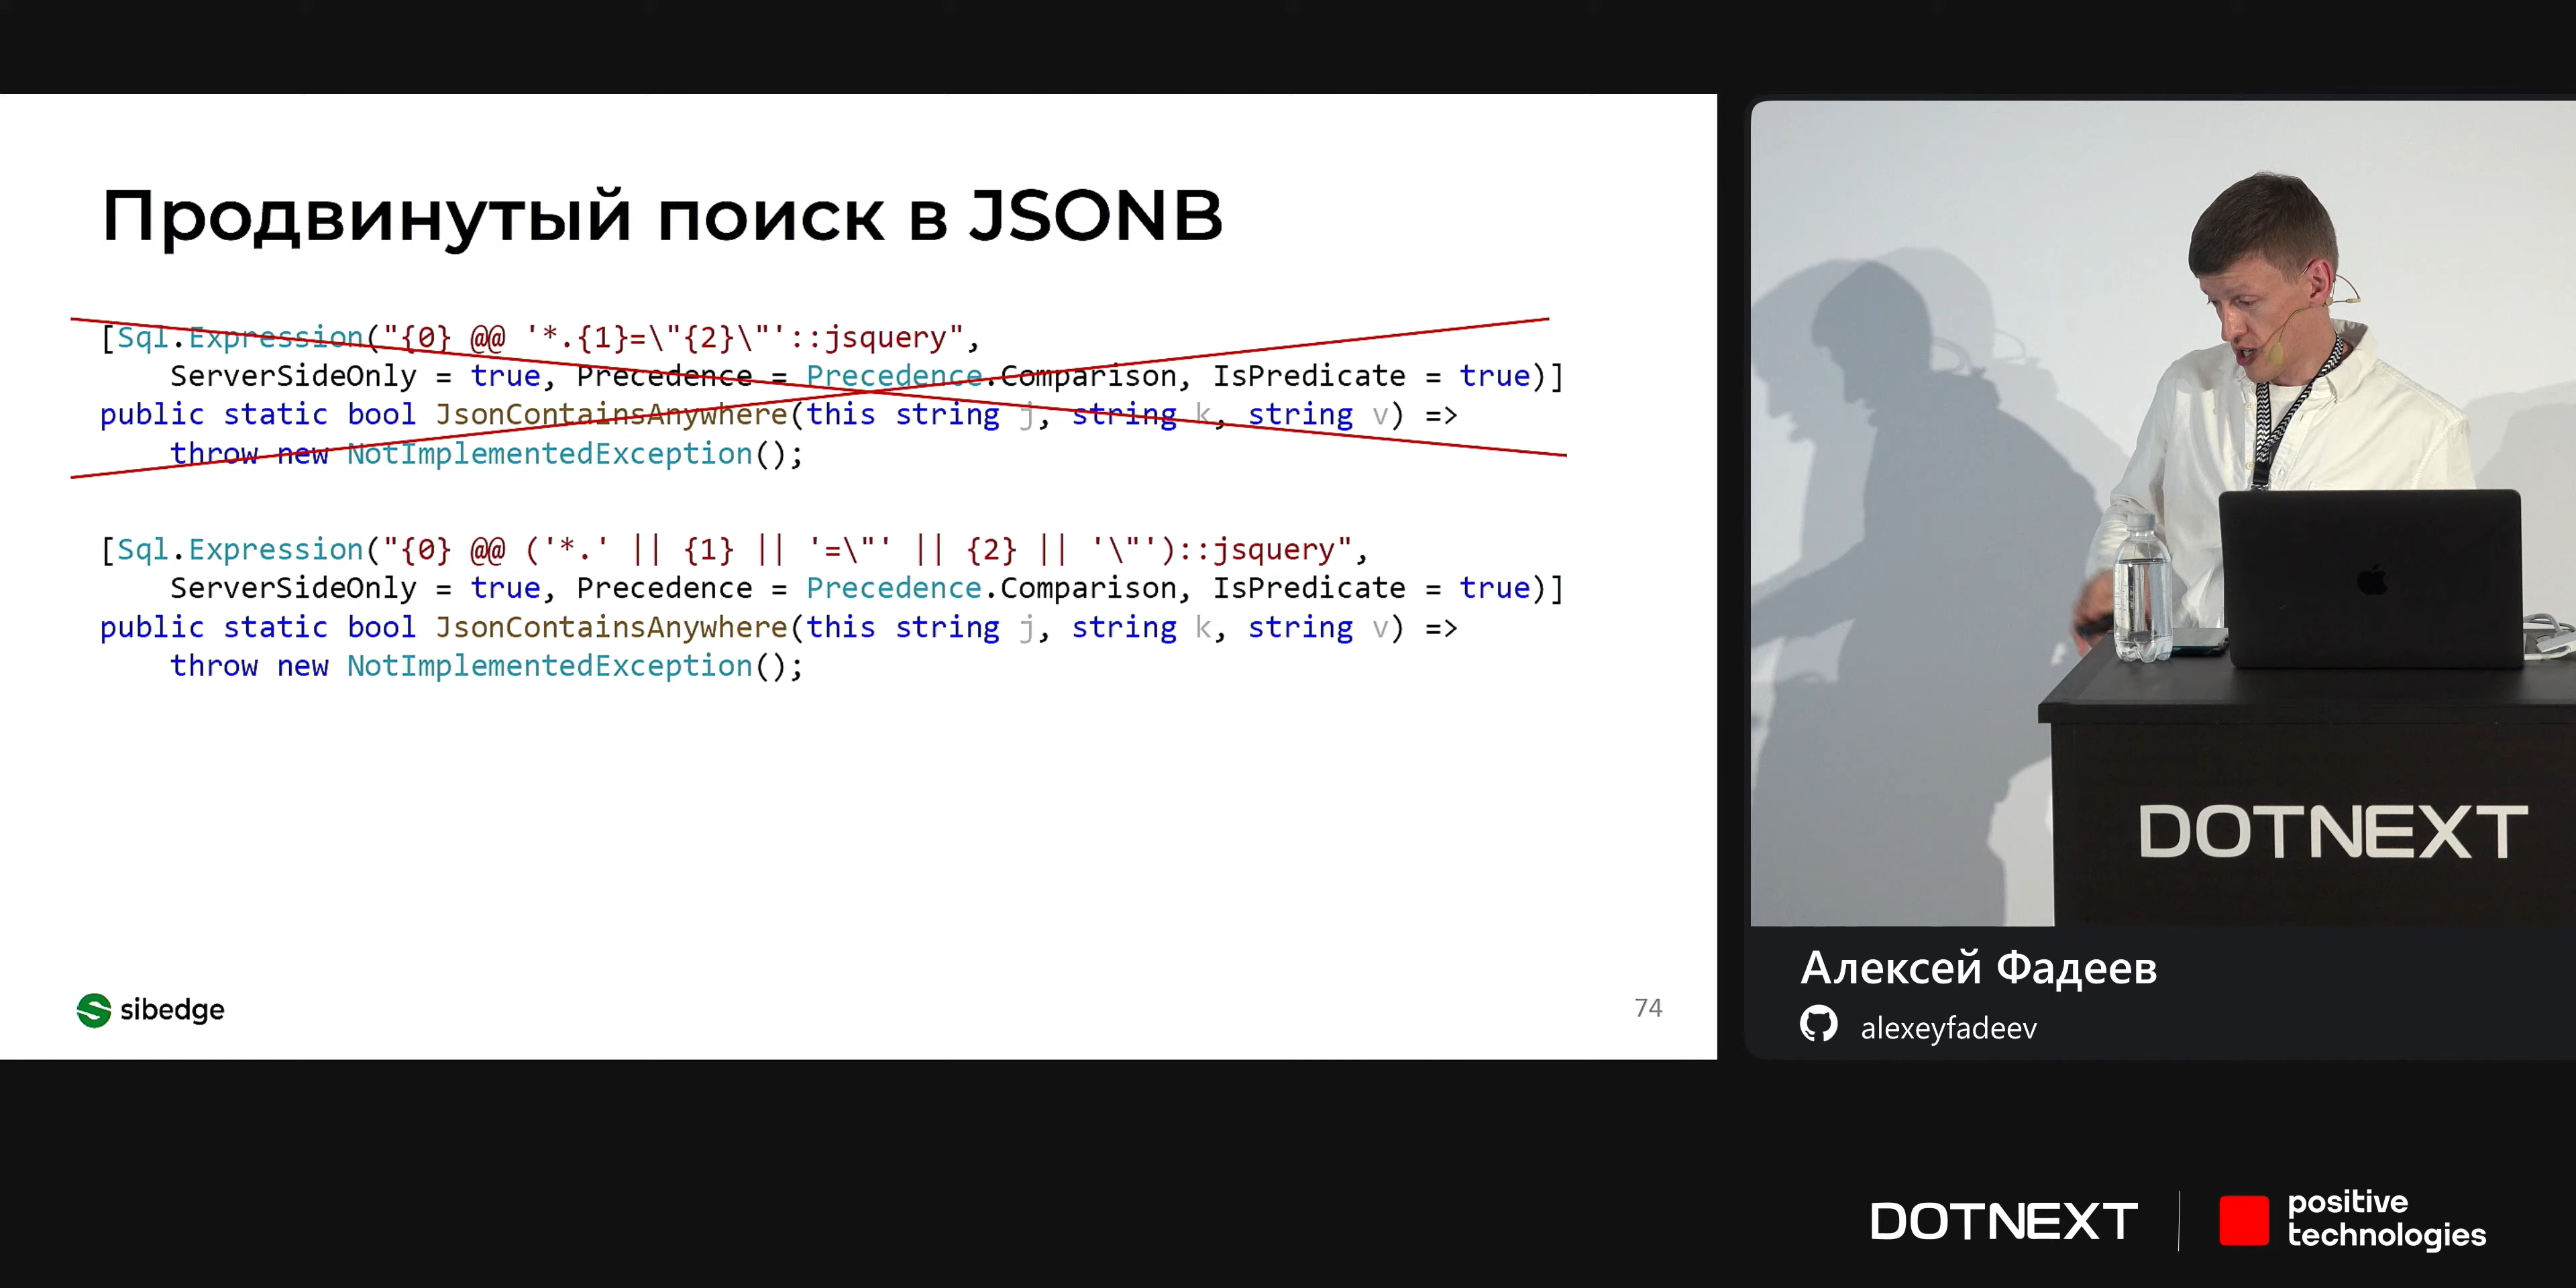 Продвинутый поиск в JSONB
[Sql.Expression("{0} @@ '*.{1}=\"{2}\"'::jsquery",
ServerSideOnly = true, Precedence = Precedence.Comparison, IsPredicate = true)]
public static bool JsonContainsAnywhere(this string j, string k, string v) =>
throw new NotImplementedException();
[Sql.Expression("{0} @@ ('*.' || {1} || '=\"' || {2} || '\"')::jsquery",
ServerSideOnly = true, Precedence = Precedence.Comparison, IsPredicate = true)]
public static bool JsonContainsAnywhere(this string j, string k, string v) =>
throw new NotImplementedException();
sibedge
74
DOTNEXT
Алексей Фадеев
alexeyfadeev
DOTNEXT
positive
technologies